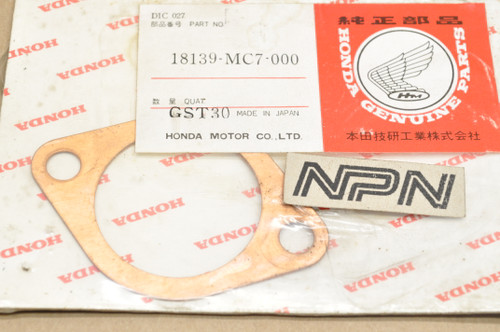 DIC 027
部品番号 PART NO.
18139-MC7-000
数量 QUAT
GST30 MADE IN JAPAN
HONDA MOTOR CO.,LTD.
純正部品
HONDA GENUINE PARTS
本田技研工業株式会社
NPN
HONDA
HONDA
HONDA
HONDA
HONDA
HONDA
HONDA
HONDA